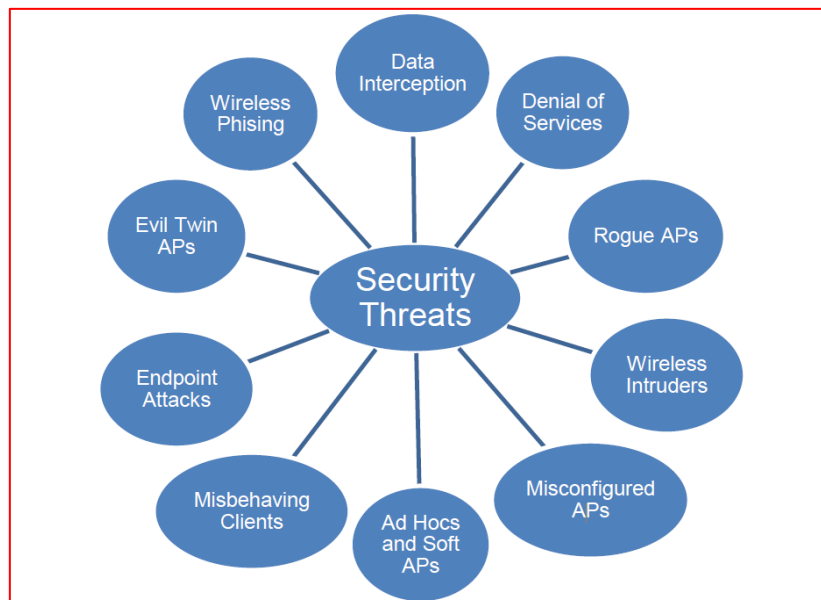 Data
Interception
Denial of
Services
Rogue APs
Wireless
Intruders
Misconfigured
APs
Ad Hocs
and Soft
APs
Misbehaving
Clients
Endpoint
Attacks
Evil Twin
APs
Wireless
Phising
Security
Threats